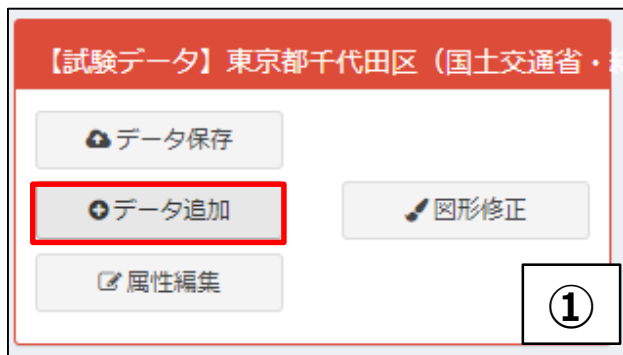 【試験データ】東京都千代田区（国土交通省・
データ保存
データ追加
図形修正
属性編集
①